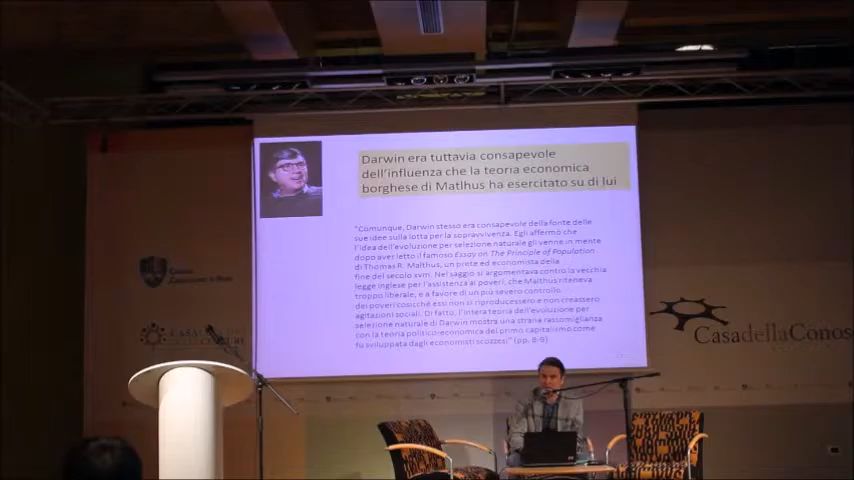 Darwin era tuttavia consapevole
dell'influenza che la teoria economica
borghese di Matlhus ha esercitato su di lui
"Comunque, Darwin stesso era consapevole della fonte delle
sue idee sulla lotta per la sopravvivenza. Egli affermò che
l'idea dell'evoluzione per selezione naturale gli venne in mente
dopo aver letto il famoso Essay on The Principle of Population
di Thomas R. Malthus, un prete ed economista della
fine del secolo XVIII. Nel saggio si argomentava contro la vecchia
legge inglese per l'assistenza ai poveri, che Malthus riteneva
troppo liberale, e a favore di un più severo controllo
dei poveri cosicché essi non si riproducessero e non creassero
agitazioni sociali. Di fatto, l'intera teoria dell'evoluzione per
selezione naturale di Darwin mostra una strana rassomiglianza
con la teoria politico-economica del primo capitalismo come
fu sviluppata dagli economisti scozzesi" (pp. 8-9)
CasadellaConos